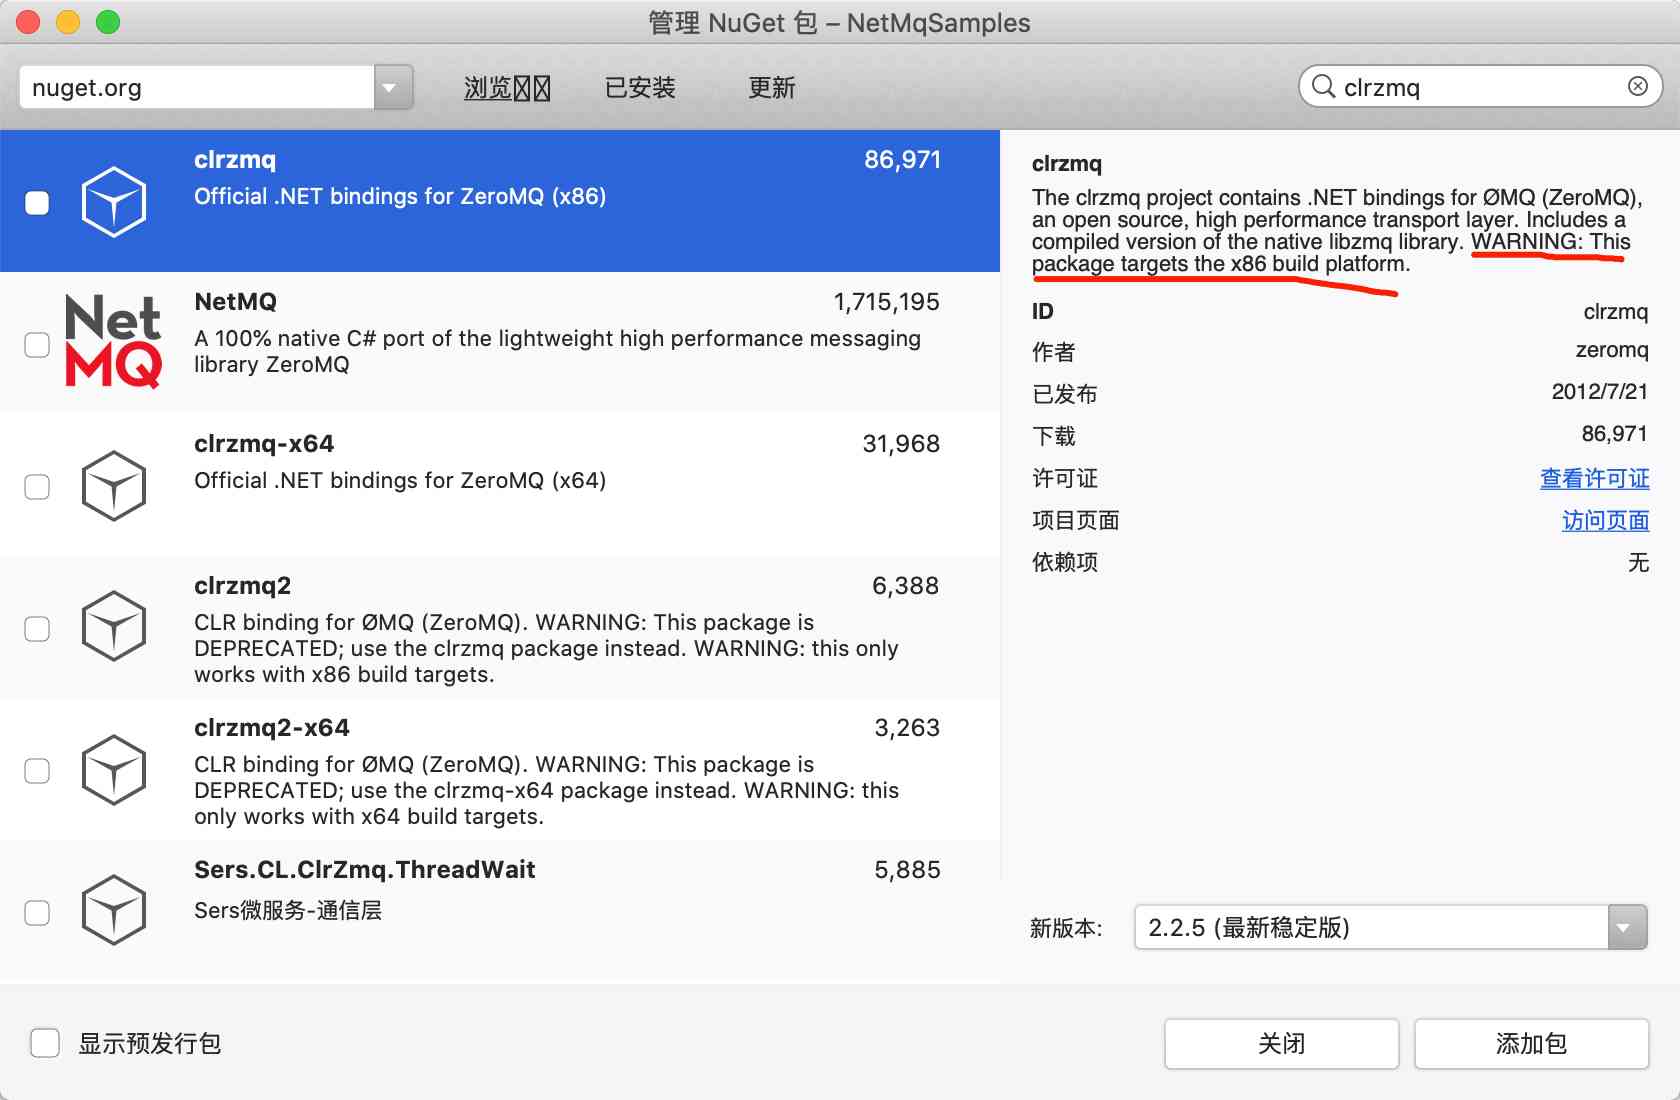 管理 NuGet 包 – NetMqSamples
nuget.org
浏览
已安装
更新
clrzmq
clrzmq
86,971
Official .NET bindings for ZeroMQ (x86)
Net
MQ
NetMQ
1,715,195
A 100% native C# port of the lightweight high performance messaging
library ZeroMQ
clrzmq-x64
31,968
Official .NET bindings for ZeroMQ (x64)
clrzmq2
6,388
CLR binding for ØMQ (ZeroMQ). WARNING: This package is
DEPRECATED; use the clrzmq package instead. WARNING: this only
works with x86 build targets.
clrzmq2-x64
3,263
CLR binding for ØMQ (ZeroMQ). WARNING: This package is
DEPRECATED; use the clrzmq-x64 package instead. WARNING: this
only works with x64 build targets.
Sers.CL.ClrZmq.ThreadWait
5,885
Sers微服务-通信层
clrzmq
The clrzmq project contains .NET bindings for ØMQ (ZeroMQ),
an open source, high performance transport layer. Includes a
compiled version of the native libzmq library. WARNING: This
package targets the x86 build platform.
ID
clrzmq
作者
zeromq
已发布
2012/7/21
下载
86,971
许可证
查看许可证
项目页面
访问页面
依赖项
无
新版本:
2.2.5 (最新稳定版)
显示预发行包
关闭
添加包